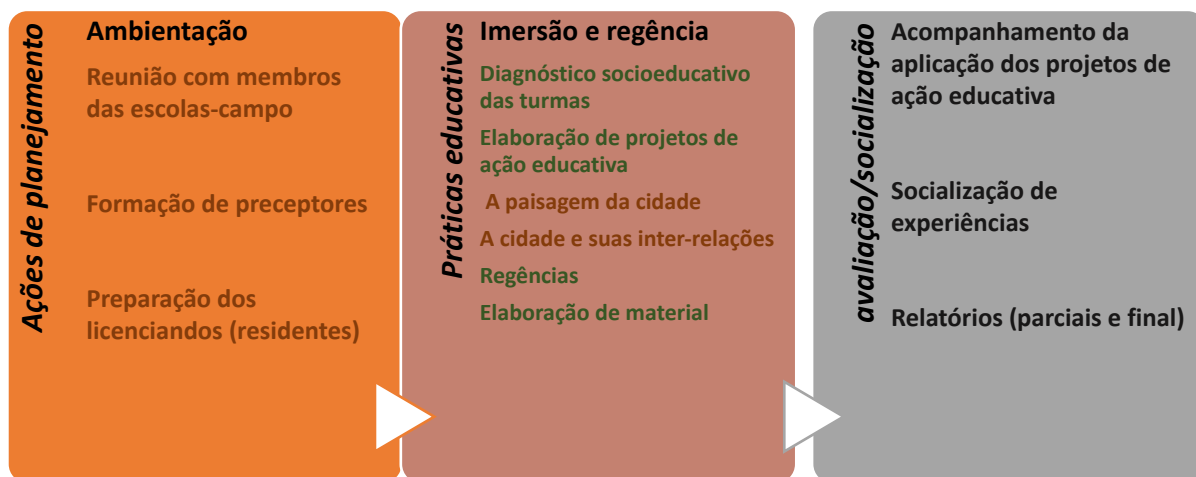 Ações de planejamento
Ambientação
Reunião com membros
das escolas-campo
Formação de preceptores
Preparação dos
licenciandos (residentes)
Práticas educativas
Imersão e regência
Diagnóstico socioeducativo
das turmas
Elaboração de projetos de
ação educativa
A paisagem da cidade
A cidade e suas inter-relações
Regências
Elaboração de material
avaliação/socialização
Acompanhamento da
aplicação dos projetos de
ação educativa
Socialização de
experiências
Relatórios (parciais e final)